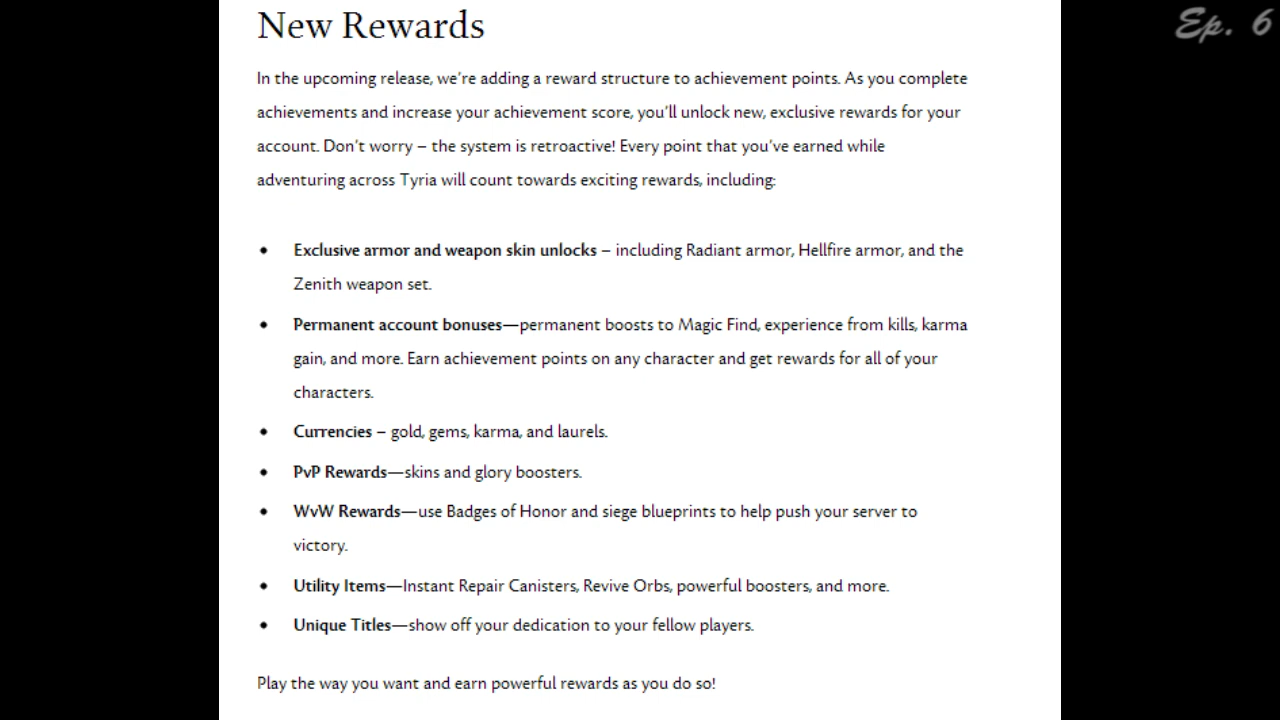 Ep. 6
New Rewards
In the upcoming release, we're adding a reward structure to achievement points. As you complete
achievements and increase your achievement score, you'll unlock new, exclusive rewards for your
account. Don't worry – the system is retroactive! Every point that you've earned while
adventuring across Tyria will count towards exciting rewards, including:
• Exclusive armor and weapon skin unlocks – including Radiant armor, Hellfire armor, and the
Zenith weapon set.
• Permanent account bonuses—permanent boosts to Magic Find, experience from kills, karma
gain, and more. Earn achievement points on any character and get rewards for all of your
characters.
• Currencies – gold, gems, karma, and laurels.
• PvP Rewards—skins and glory boosters.
• WvW Rewards—use Badges of Honor and siege blueprints to help push your server to
victory.
• Utility Items—Instant Repair Canisters, Revive Orbs, powerful boosters, and more.
• Unique Titles—show off your dedication to your fellow players.
Play the way you want and earn powerful rewards as you do so!